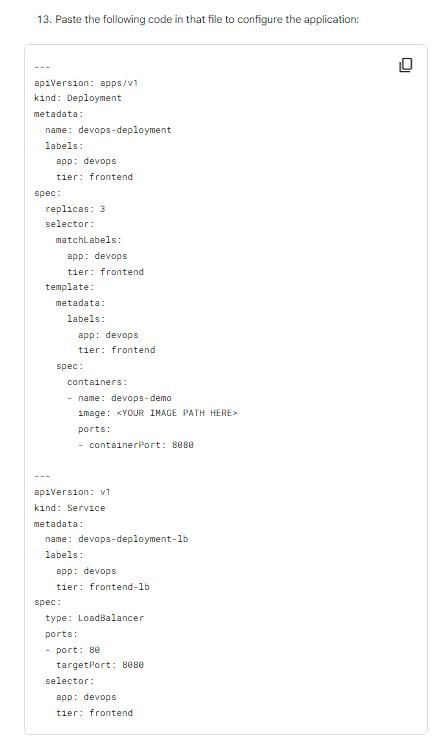 13. Paste the following code in that file to configure the application:
---
apiVersion: apps/v1
kind: Deployment
metadata:
  name: devops-deployment
  labels:
    app: devops
    tier: frontend
spec:
  replicas: 3
  selector:
    matchLabels:
      app: devops
      tier: frontend
  template:
    metadata:
      labels:
        app: devops
        tier: frontend
    spec:
      containers:
      - name: devops-demo
        image: <YOUR IMAGE PATH HERE>
        ports:
        - containerPort: 8080

---
apiVersion: v1
kind: Service
metadata:
  name: devops-deployment-lb
  labels:
    app: devops
    tier: frontend-lb
spec:
  type: LoadBalancer
  ports:
  - port: 80
    targetPort: 8080
  selector:
    app: devops
    tier: frontend